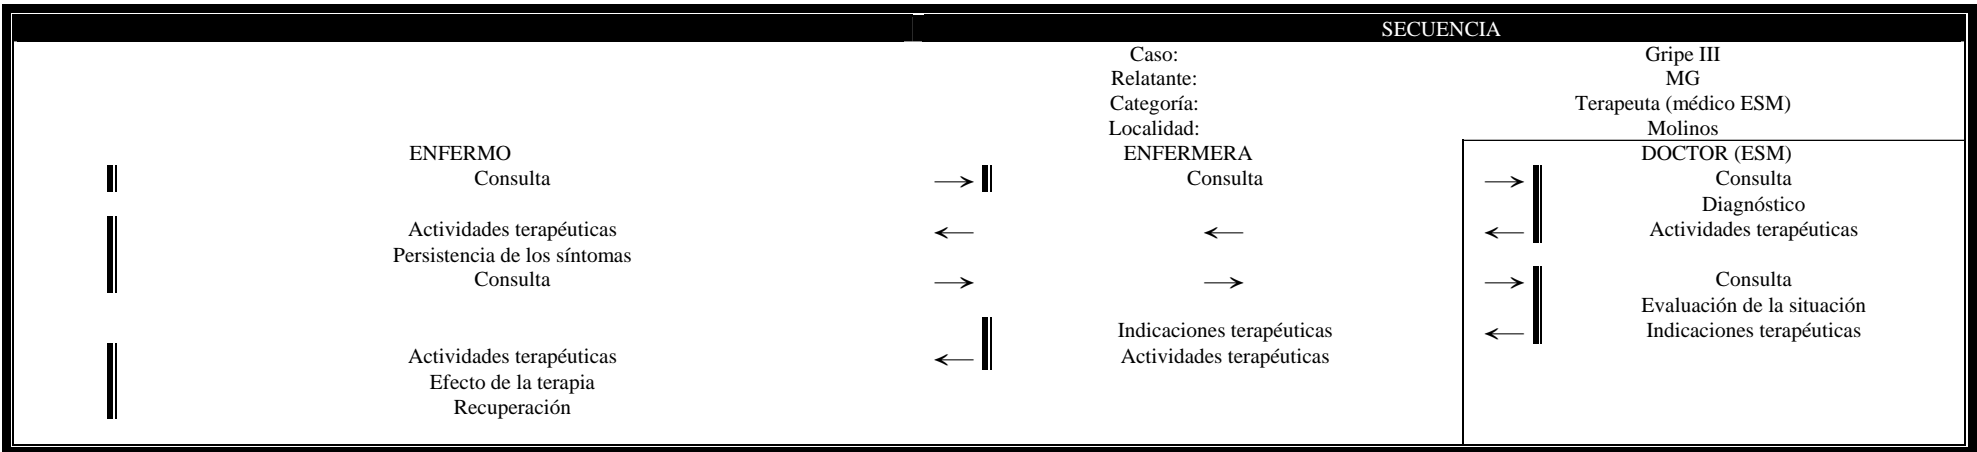 SECUENCIA
Caso: Gripe III
Relatante: MG
Categoría: Terapeuta (médico ESM)
Localidad: Molinos
ENFERMO ENFERMERA DOCTOR (ESM)
Consulta Consulta Consulta
Diagnóstico
Actividades terapéuticas Actividades terapéuticas
Persistencia de los síntomas
Consulta Consulta
Evaluación de la situación
Indicaciones terapéuticas Indicaciones terapéuticas
Actividades terapéuticas Actividades terapéuticas
Efecto de la terapia
Recuperación